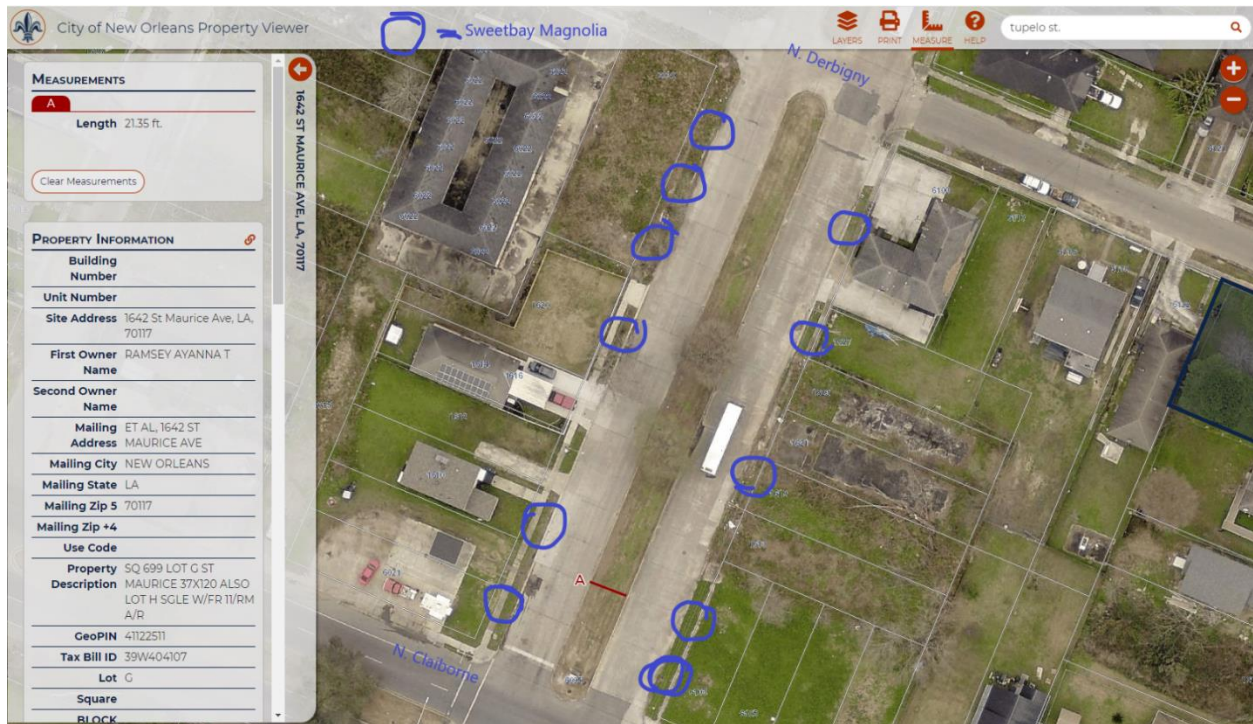 City of New Orleans Property Viewer
Sweetbay Magnolia
LAYERS
PRINT
MEASURE
HELP
tupelo st.
MEASUREMENTS
A
Length 21.35 ft.
Clear Measurements
PROPERTY INFORMATION
Building Number
Unit Number
Site Address 1642 St Maurice Ave, LA, 70117
First Owner Name RAMSEY AYANNA T
Second Owner Name
Mailing Address ET AL, 1642 ST MAURICE AVE
Mailing City NEW ORLEANS
Mailing State LA
Mailing Zip 5 70117
Mailing Zip +4
Use Code
Property Description SQ 699 LOT G ST
MAURICE 37X120 ALSO
LOT H SGLE W/FR 11/RM
A/R
GeoPIN 41122511
Tax Bill ID 39W404107
Lot G
Square
BLOCK
1642 ST MAURICE AVE, LA, 70117
N. Derbigny
A
N. Claiborne